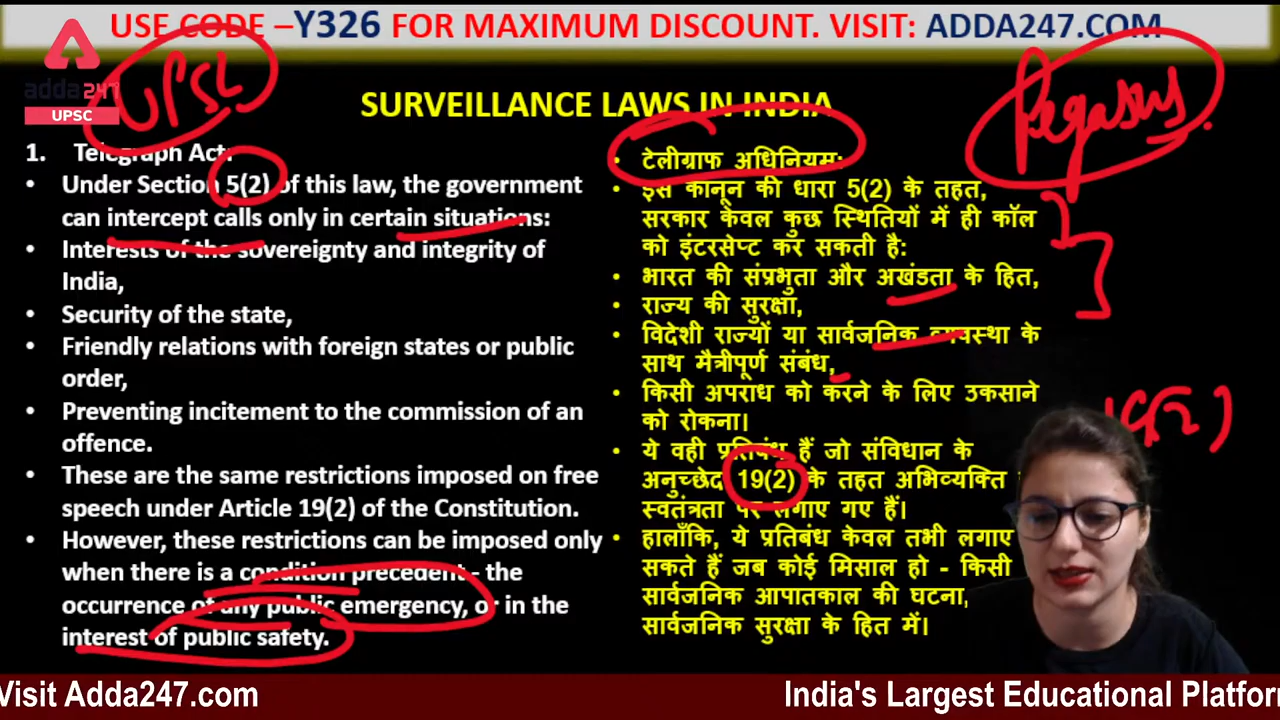 USE CODE –Y326 FOR MAXIMUM DISCOUNT. VISIT: ADDA247.COM
adda247
UPSC
UPSC
Pegasus
SURVEILLANCE LAWS IN INDIA
1. Telegraph Act:
• Under Section 5(2) of this law, the government
can intercept calls only in certain situations:
• Interests of the sovereignty and integrity of
India,
• Security of the state,
• Friendly relations with foreign states or public
order,
• Preventing incitement to the commission of an
offence.
• These are the same restrictions imposed on free
speech under Article 19(2) of the Constitution.
• However, these restrictions can be imposed only
when there is a condition precedent - the
occurrence of any public emergency, or in the
interest of public safety.
• टेलीग्राफ अधिनियम:
• इस कानून की धारा 5(2) के तहत,
सरकार केवल कुछ स्थितियों में ही कॉल
को इंटरसेप्ट कर सकती है:
• भारत की संप्रभुता और अखंडता के हित,
• राज्य की सुरक्षा,
• विदेशी राज्यों या सार्वजनिक व्यवस्था के
साथ मैत्रीपूर्ण संबंध,
• किसी अपराध को करने के लिए उकसाने
को रोकना।
• ये वही प्रतिबंध हैं जो संविधान के
अनुच्छेद 19(2) के तहत अभिव्यक्ति
स्वतंत्रता पर लगाए गए हैं।
• हालाँकि, ये प्रतिबंध केवल तभी लगाए
सकते हैं जब कोई मिसाल हो - किसी
सार्वजनिक आपातकाल की घटना,
सार्वजनिक सुरक्षा के हित में।
19(2)
Visit Adda247.com
India's Largest Educational Platfor